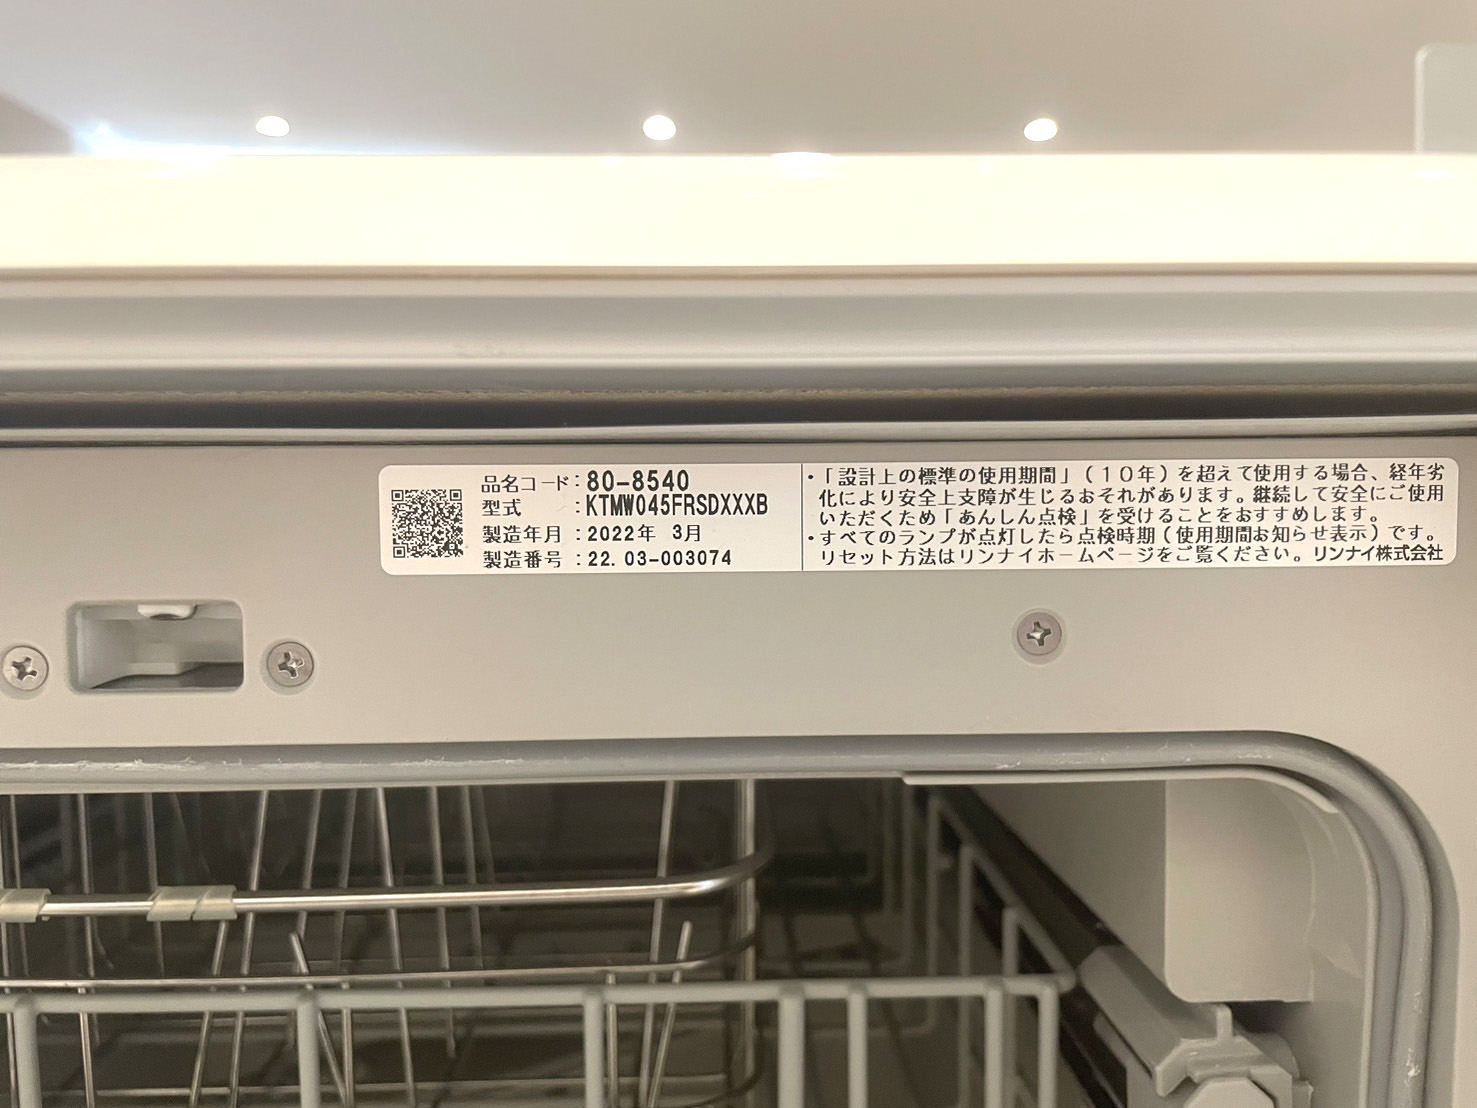 品名コード：80-8540
型式　　　：KTMW045FRSDXXXB
製造年月　：2022年 3月
製造番号　：22. 03-003074
・「設計上の標準の使用期間」（１０年）を超えて使用する場合、経年劣
化により安全上支障が生じるおそれがあります。継続して安全にご使用
いただくため「あんしん点検」を受けることをおすすめします。
・すべてのランプが点灯したら点検時期（使用期間お知らせ表示）です。
リセット方法はリンナイホームページをご覧ください。リンナイ株式会社